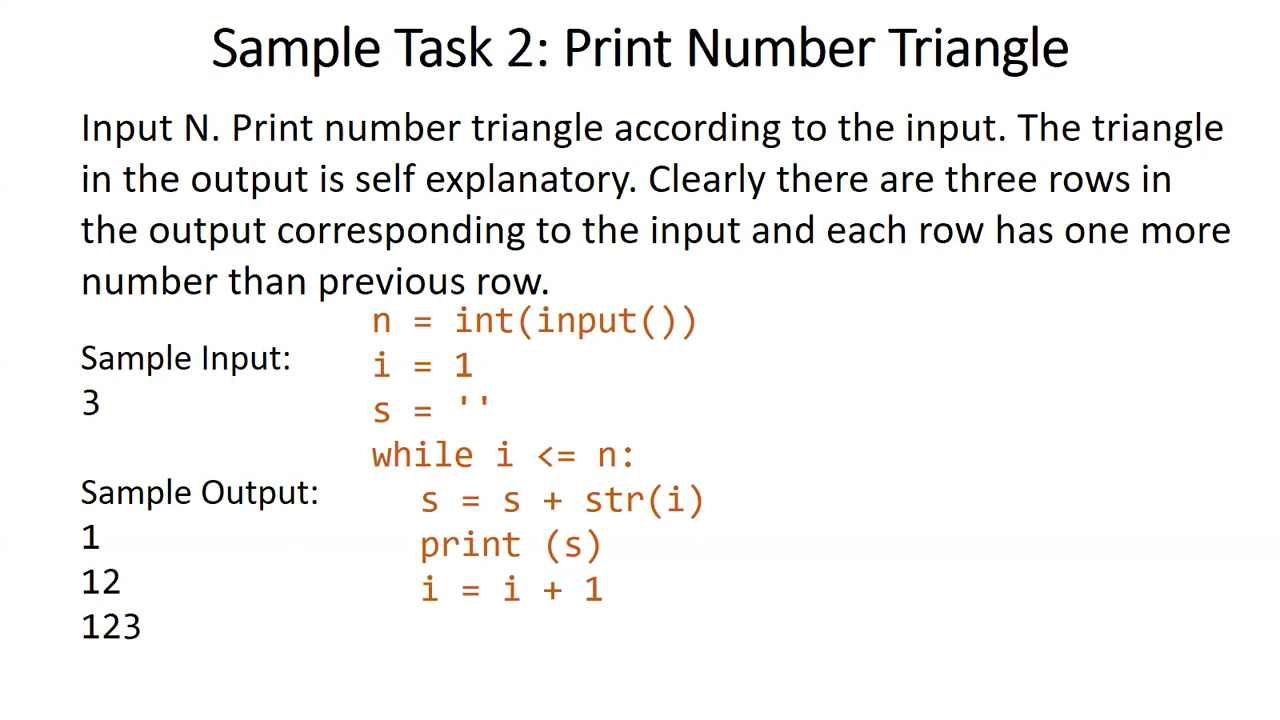 Sample Task 2: Print Number Triangle
Input N. Print number triangle according to the input. The triangle
in the output is self explanatory. Clearly there are three rows in
the output corresponding to the input and each row has one more
number than previous row.
Sample Input:
3
Sample Output:
1
12
123
n = int(input())
i = 1
s = ''
while i <= n:
s = s + str(i)
print (s)
i = i + 1